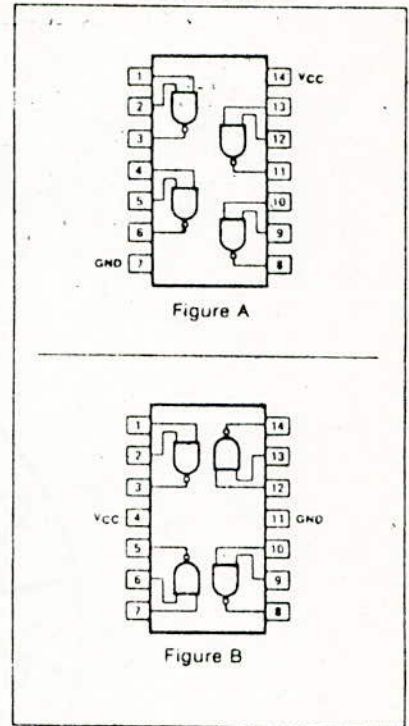 1 14 VCC
2 13
3 12
4 11
5 10
6 9
GND 7 8
Figure A
1 14
2 13
3 12
VCC 4 11 GND
5 10
6 9
7 8
Figure B